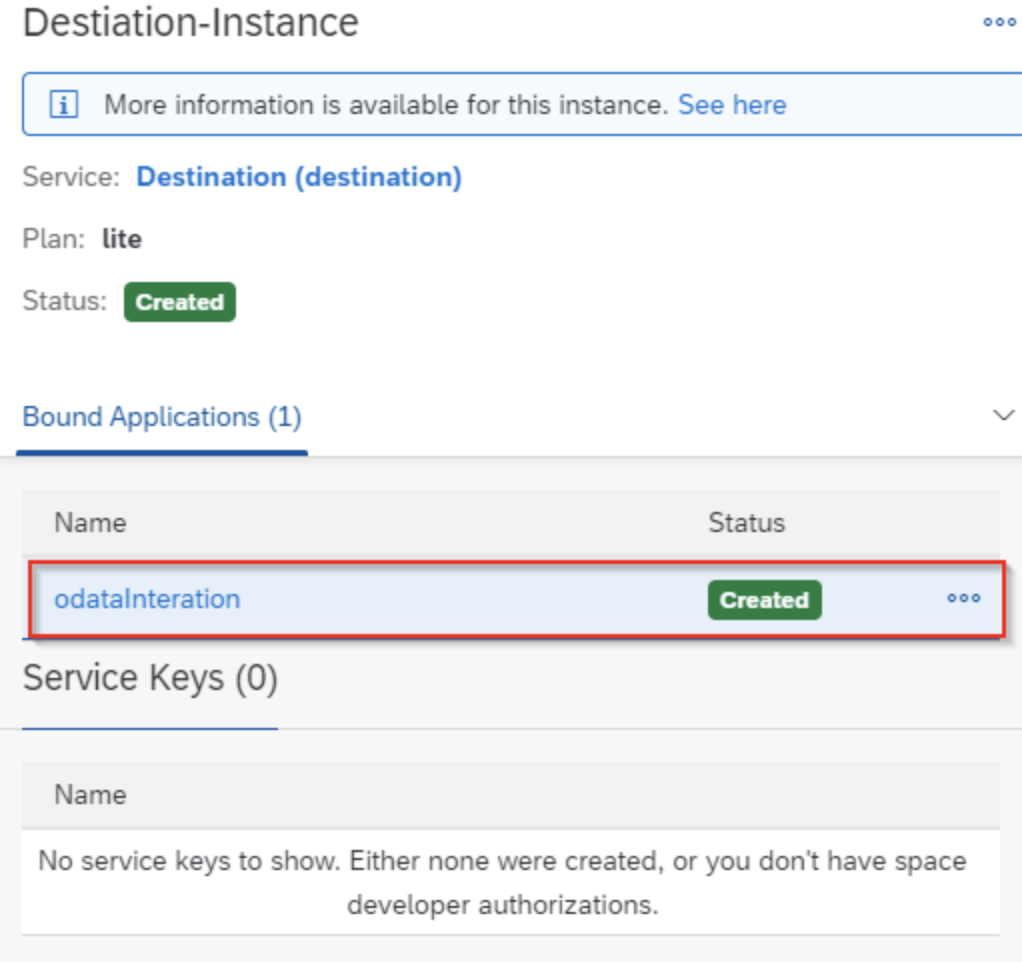 Destiation-Instance
More information is available for this instance. See here
Service: Destination (destination)
Plan: lite
Status: Created
Bound Applications (1)
Name Status
odataInteration Created
Service Keys (0)
Name
No service keys to show. Either none were created, or you don't have space
developer authorizations.